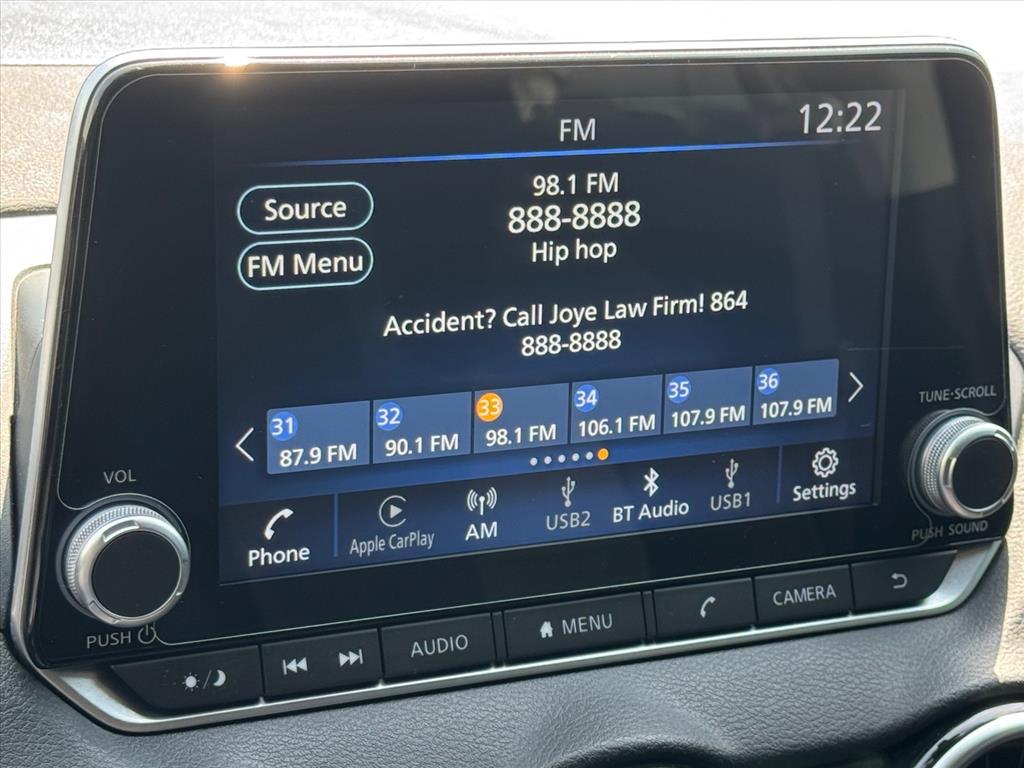 FM
12:22
Source
98.1 FM
888-8888
FM Menu
Hip hop
Accident? Call Joye Law Firm! 864
888-8888
31
32
33
34
35
36
87.9 FM
90.1 FM
98.1 FM
106.1 FM
107.9 FM
107.9 FM
TUNE·SCROLL
VOL
Phone
Apple CarPlay
AM
USB2
BT Audio
USB1
Settings
PUSH SOUND
PUSH
AUDIO
MENU
CAMERA